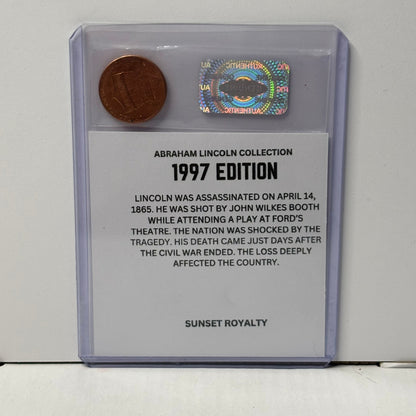 AUTHENTIC
ABRAHAM LINCOLN COLLECTION
1997 EDITION
LINCOLN WAS ASSASSINATED ON APRIL 14,
1865. HE WAS SHOT BY JOHN WILKES BOOTH
WHILE ATTENDING A PLAY AT FORD'S
THEATRE. THE NATION WAS SHOCKED BY THE
TRAGEDY. HIS DEATH CAME JUST DAYS AFTER
THE CIVIL WAR ENDED. THE LOSS DEEPLY
AFFECTED THE COUNTRY.
SUNSET ROYALTY